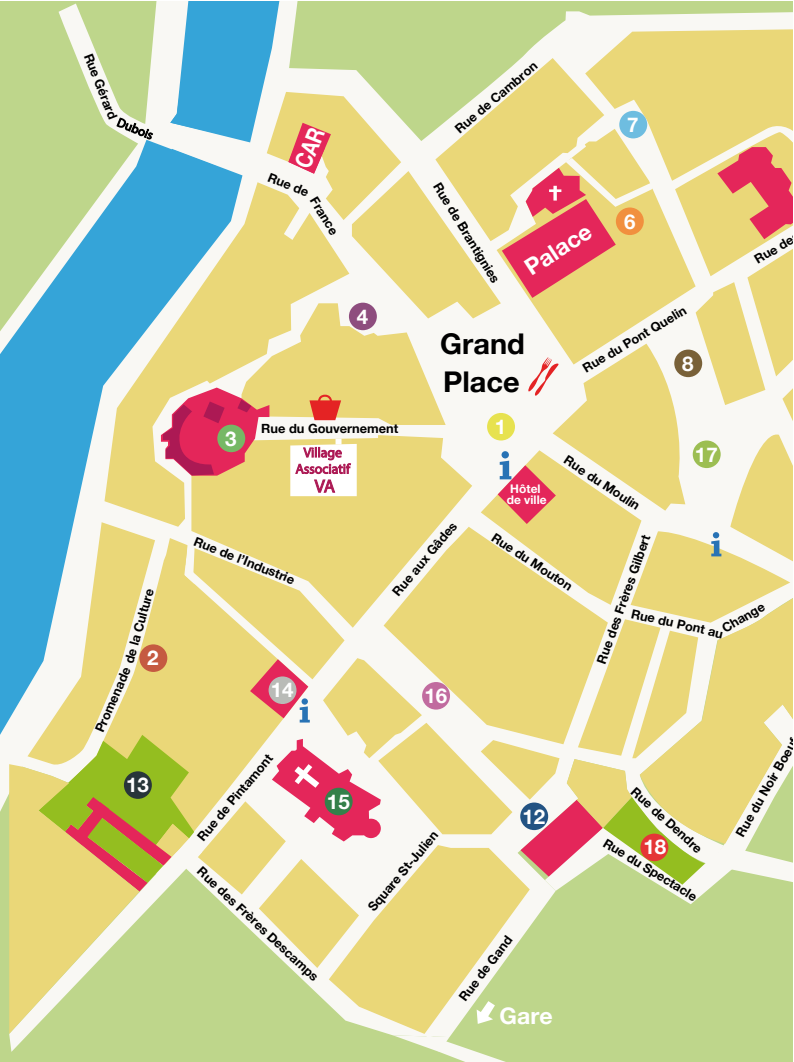 Rue Gérard Dubois
Rue de Cambron
7
CAR
Rue de France
Rue de Brantignies
6
Palace
Rue des
4
Grand
Place
Rue du Pont Quelin
8
1
3
Rue du Gouvernement
Village
Associatif
VA
i
Hôtel
de ville
Rue du Moulin
17
i
Rue de l'Industrie
Rue aux Gâdes
Rue du Mouton
Rue des Frères Gilbert
Rue du Pont au Change
Promenade de la Culture
2
14
i
16
13
Rue de Pintamont
15
12
Rue de Dendre
18
Rue du Spectacle
Rue du Noir Boeuf
Square St-Julien
Rue des Frères Descamps
Rue de Gand
Gare